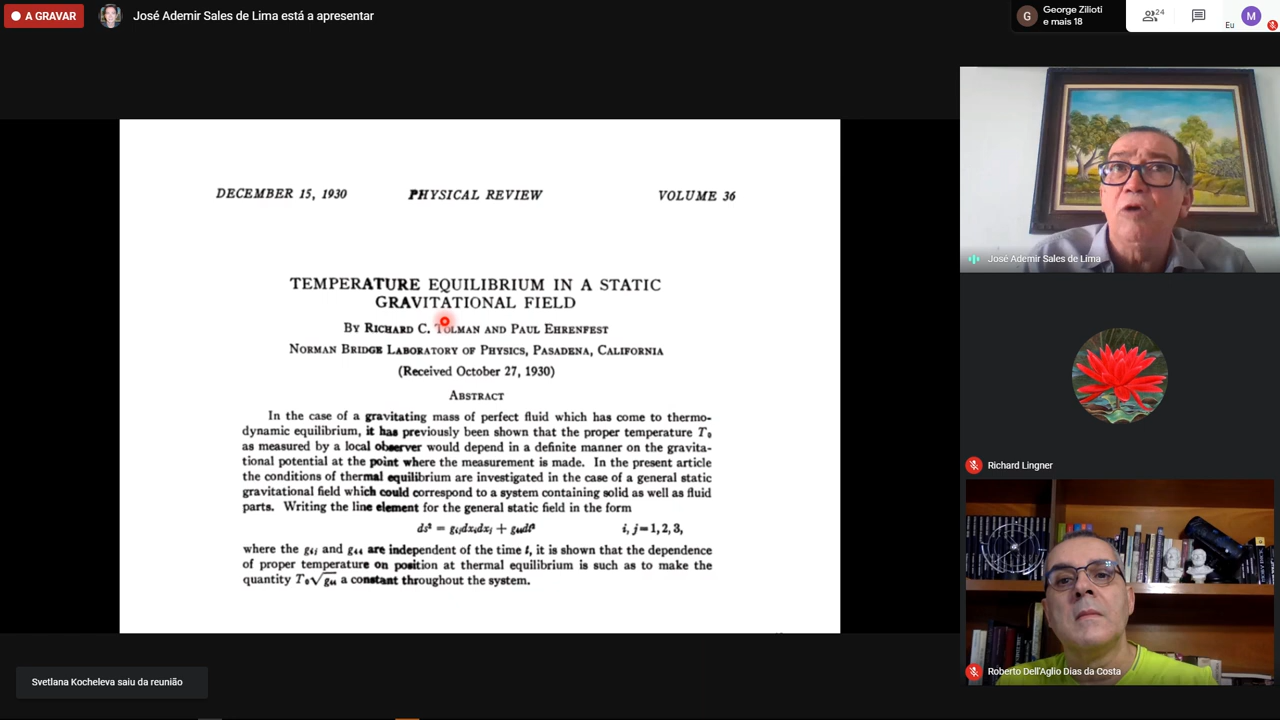 A GRAVAR
José Ademir Sales de Lima está a apresentar
G
George Zilioti
e mais 18
24
Eu
M
DECEMBER 15, 1930 PHYSICAL REVIEW VOLUME 36
TEMPERATURE EQUILIBRIUM IN A STATIC
GRAVITATIONAL FIELD
BY RICHARD C. TOLMAN AND PAUL EHRENFEST
NORMAN BRIDGE LABORATORY OF PHYSICS, PASADENA, CALIFORNIA
(Received October 27, 1930)
ABSTRACT
In the case of a gravitating mass of perfect fluid which has come to thermo-
dynamic equilibrium, it has previously been shown that the proper temperature T₀
as measured by a local observer would depend in a definite manner on the gravita-
tional potential at the point where the measurement is made. In the present article
the conditions of thermal equilibrium are investigated in the case of a general static
gravitational field which could correspond to a system containing solid as well as fluid
parts. Writing the line element for the general static field in the form
ds² = gᵢⱼdxᵢdxⱼ + g₄₄dt² i, j = 1, 2, 3,
where the gᵢⱼ and g₄₄ are independent of the time t, it is shown that the dependence
of proper temperature on position at thermal equilibrium is such as to make the
quantity T₀√g₄₄ a constant throughout the system.
José Ademir Sales de Lima
Richard Lingner
Roberto Dell'Aglio Dias da Costa
Svetlana Kocheleva saiu da reunião